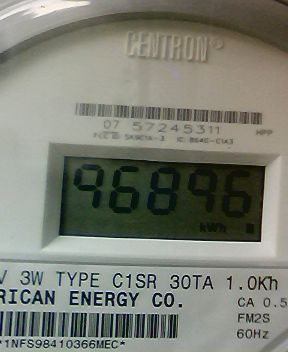 CENTRON®
07 57245311 HPP
96896
kWh
V 3W TYPE C1SR 30TA 1.0Kh
RICAN ENERGY CO. CA 0.5
FM2S
60Hz
*1NFS98410366MEC*